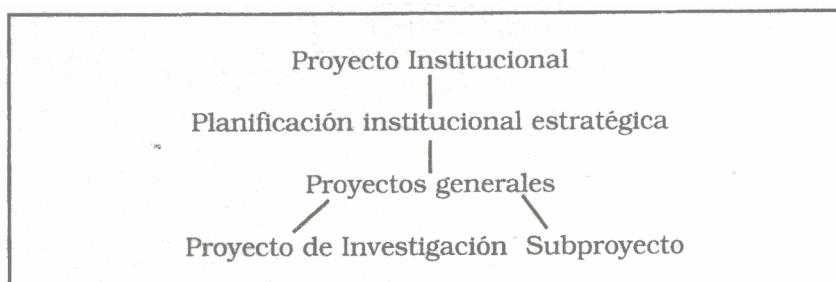 Proyecto Institucional
Planificación institucional estratégica
Proyectos generales
Proyecto de Investigación Subproyecto